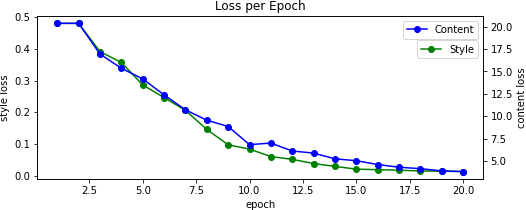 Loss per Epoch
0.5
0.4
0.3
0.2
0.1
0.0
style loss
20.0
17.5
15.0
12.5
10.0
7.5
5.0
content loss
Content
Style
2.5 5.0 7.5 10.0 12.5 15.0 17.5 20.0
epoch